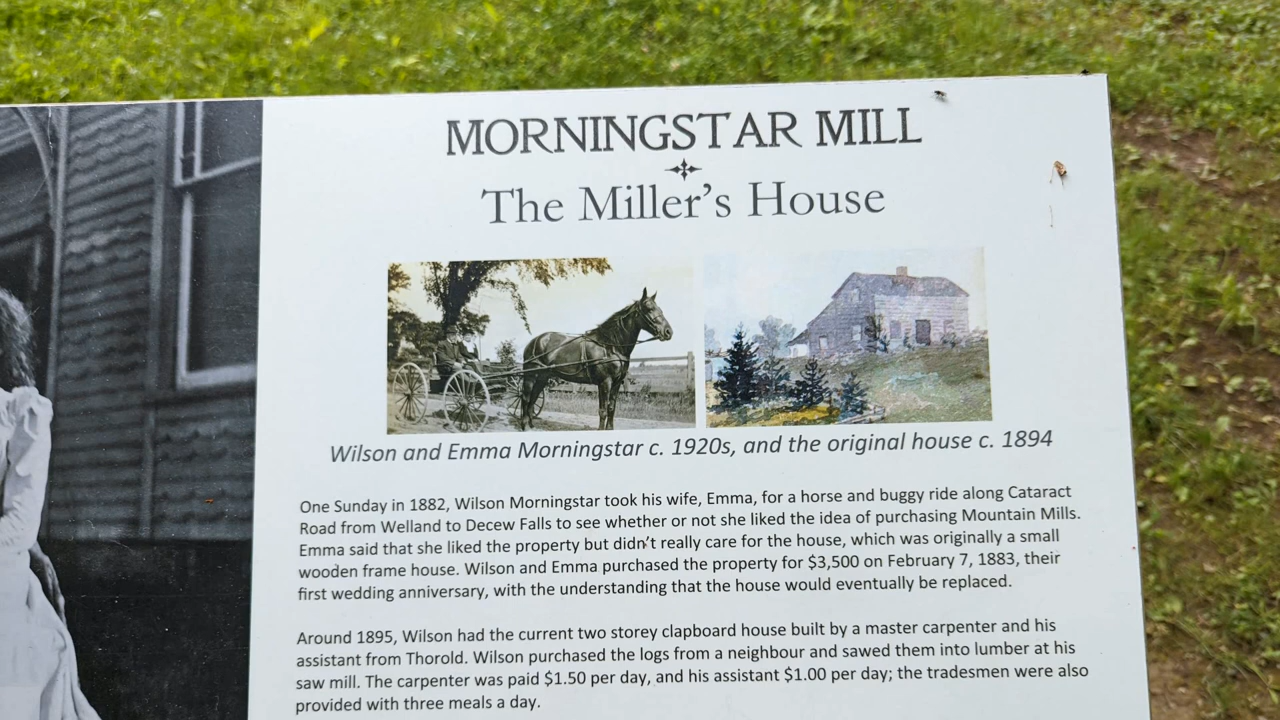 MORNINGSTAR MILL
The Miller's House
Wilson and Emma Morningstar c. 1920s, and the original house c. 1894
One Sunday in 1882, Wilson Morningstar took his wife, Emma, for a horse and buggy ride along Cataract
Road from Welland to Decew Falls to see whether or not she liked the idea of purchasing Mountain Mills.
Emma said that she liked the property but didn't really care for the house, which was originally a small
wooden frame house. Wilson and Emma purchased the property for $3,500 on February 7, 1883, their
first wedding anniversary, with the understanding that the house would eventually be replaced.
Around 1895, Wilson had the current two storey clapboard house built by a master carpenter and his
assistant from Thorold. Wilson purchased the logs from a neighbour and sawed them into lumber at his
saw mill. The carpenter was paid $1.50 per day, and his assistant $1.00 per day; the tradesmen were also
provided with three meals a day.